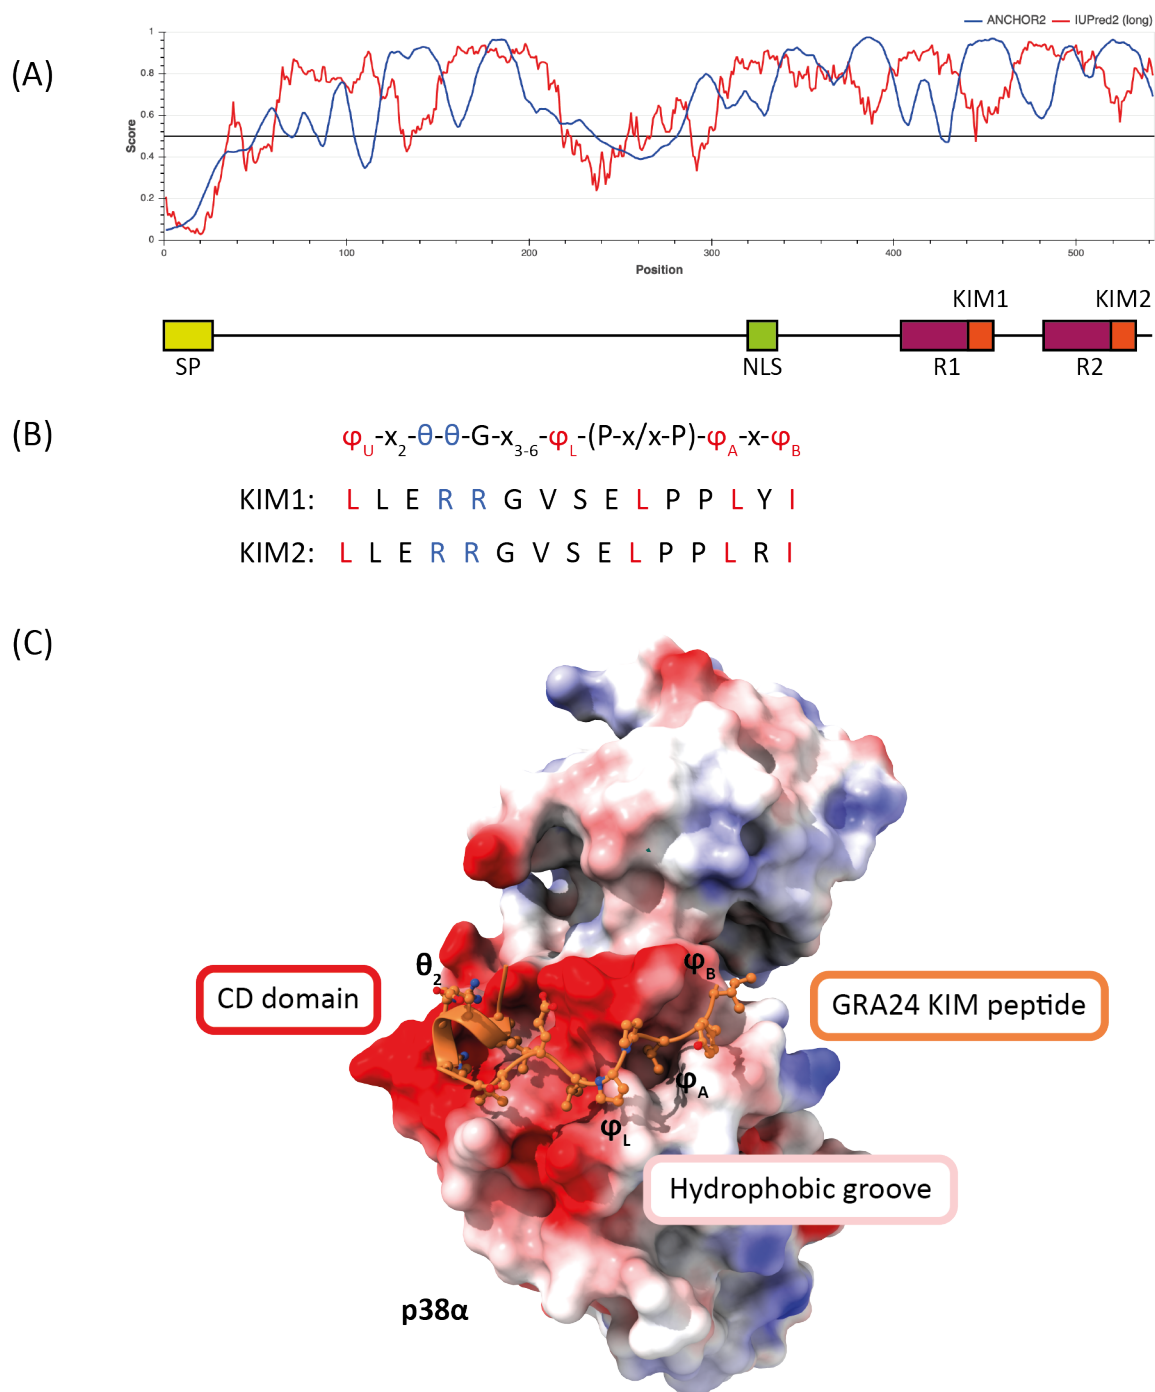 ANCHOR2 IUPred2 (long)
(A)
1
0.8
0.6
0.4
0.2
0
Score
0 100 200 300 400 500
Position
KIM1 KIM2
SP NLS R1 R2
(B)
φU-x2-θ-θ-G-x3-6-φL-(P-x/x-P)-φA-x-φB
KIM1: L L E R R G V S E L P P L Y I
KIM2: L L E R R G V S E L P P L R I
(C)
θ2 φB
CD domain GRA24 KIM peptide
φA
φL
Hydrophobic groove
p38α